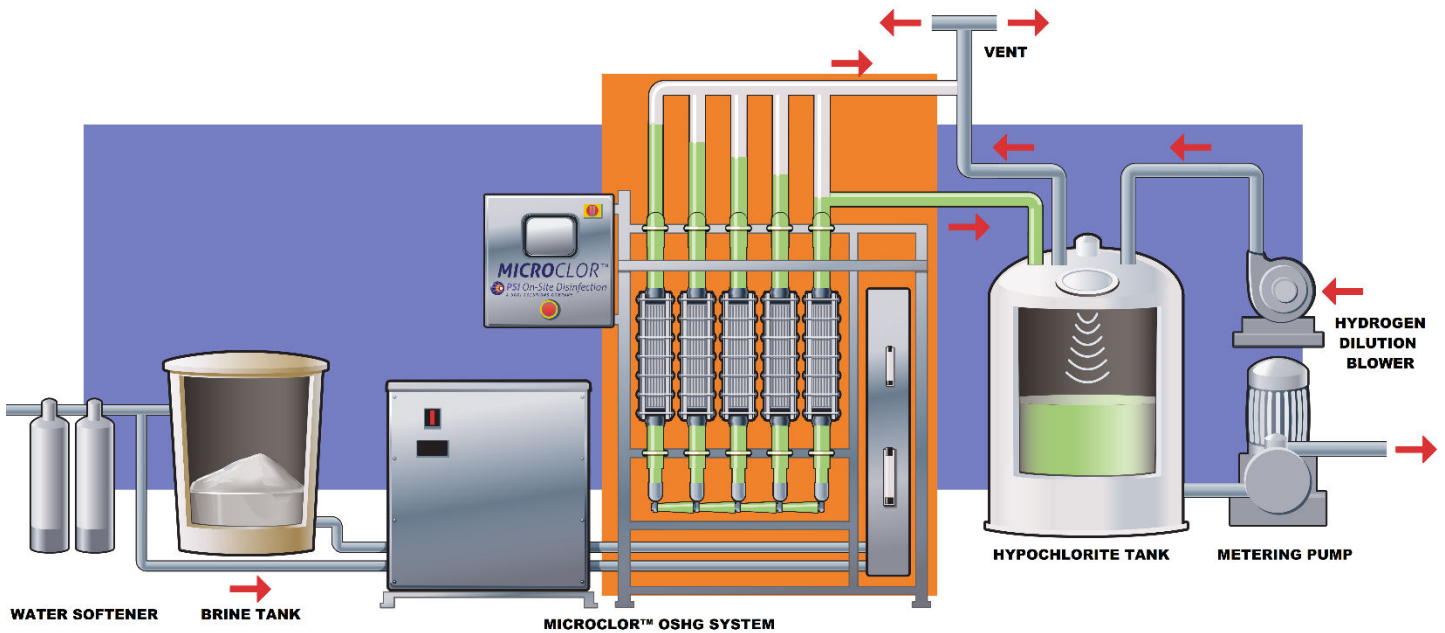 VENT
MICROCLOR™
PSI On-Site Disinfection
HYDROGEN
DILUTION
BLOWER
HYPOCHLORITE TANK
METERING PUMP
WATER SOFTENER
BRINE TANK
MICROCLOR™ OSHG SYSTEM